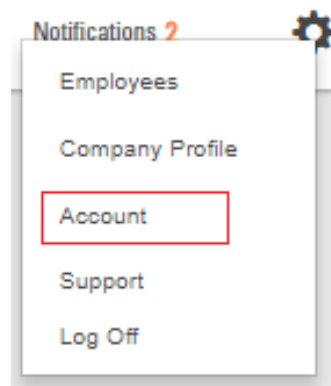 Notifications 2
Employees
Company Profile
Account
Support
Log Off